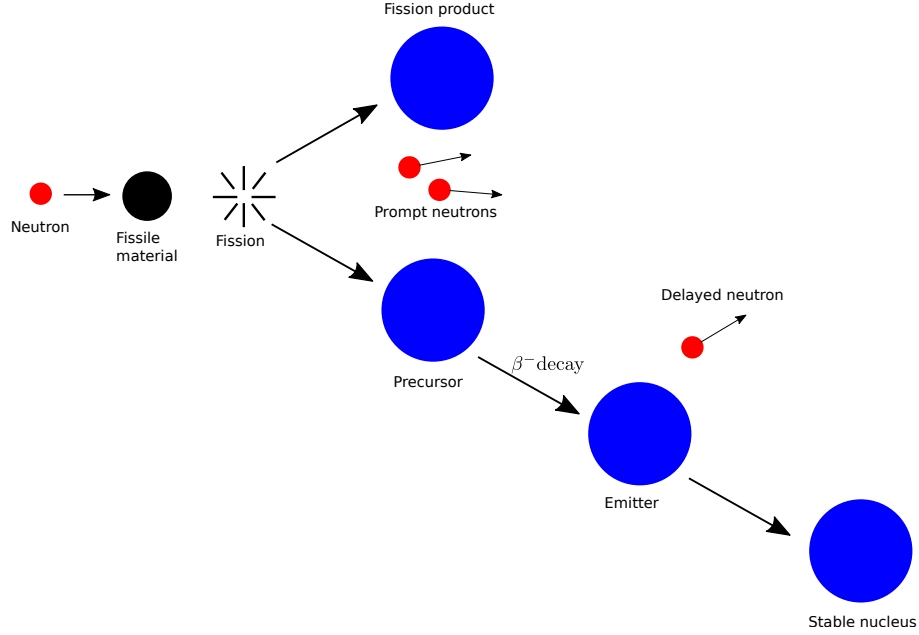 Fission product
Neutron
Fissile
material
Fission
Prompt neutrons
Precursor
β⁻decay
Delayed neutron
Emitter
Stable nucleus